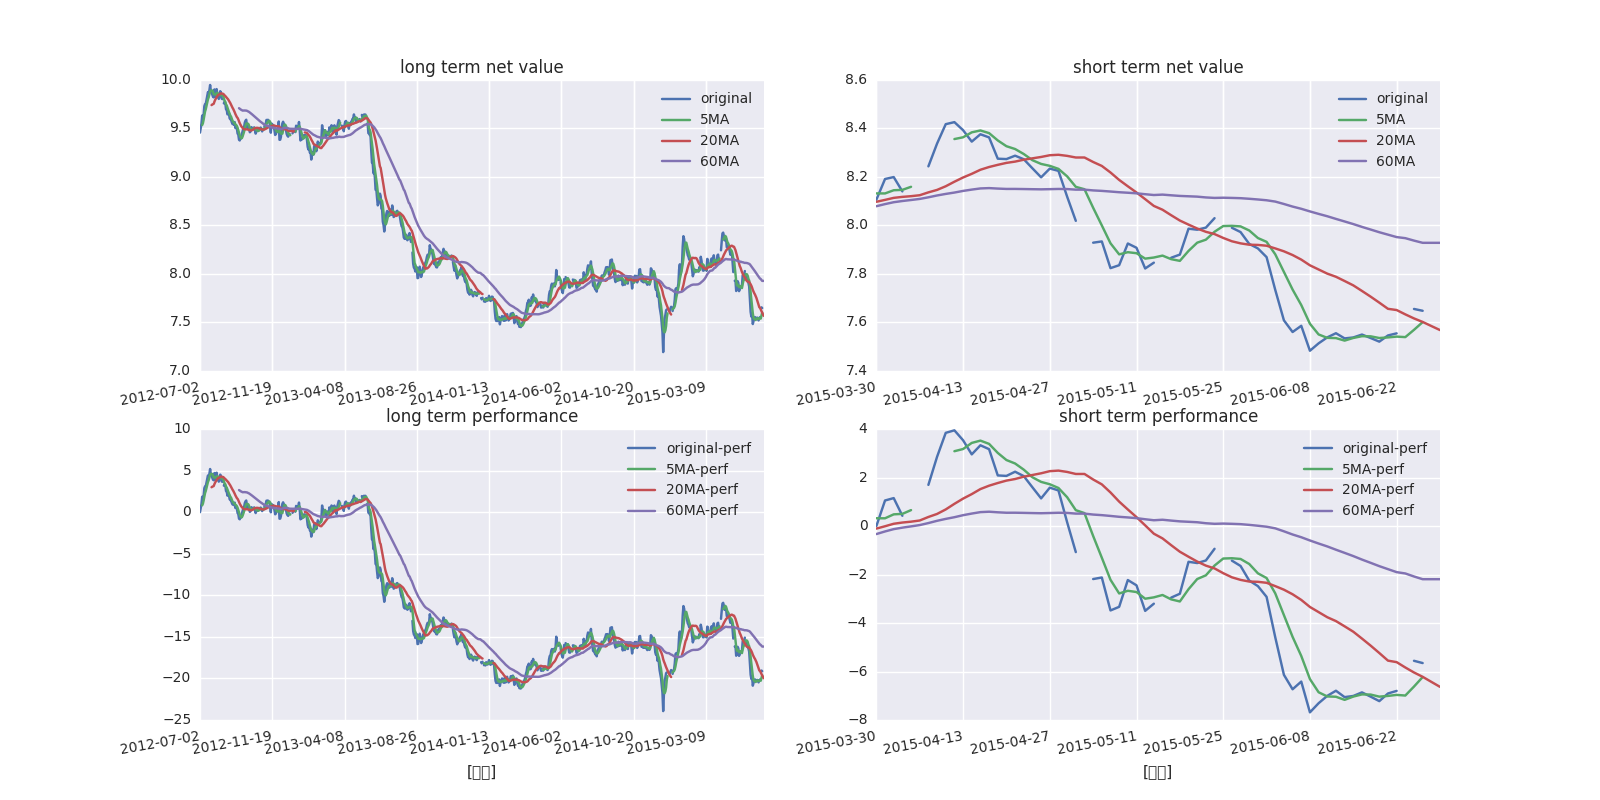 long term net value
10.0
9.5
9.0
8.5
8.0
7.5
7.0
original
5MA
20MA
60MA
2012-07-02
2012-11-19
2013-04-08
2013-08-26
2014-01-13
2014-06-02
2014-10-20
2015-03-09
short term net value
8.6
8.4
8.2
8.0
7.8
7.6
7.4
original
5MA
20MA
60MA
2015-03-30
2015-04-13
2015-04-27
2015-05-11
2015-05-25
2015-06-08
2015-06-22
long term performance
10
5
0
−5
−10
−15
−20
−25
original-perf
5MA-perf
20MA-perf
60MA-perf
2012-07-02
2012-11-19
2013-04-08
2013-08-26
2014-01-13
2014-06-02
2014-10-20
2015-03-09
short term performance
4
2
0
−2
−4
−6
−8
original-perf
5MA-perf
20MA-perf
60MA-perf
2015-03-30
2015-04-13
2015-04-27
2015-05-11
2015-05-25
2015-06-08
2015-06-22